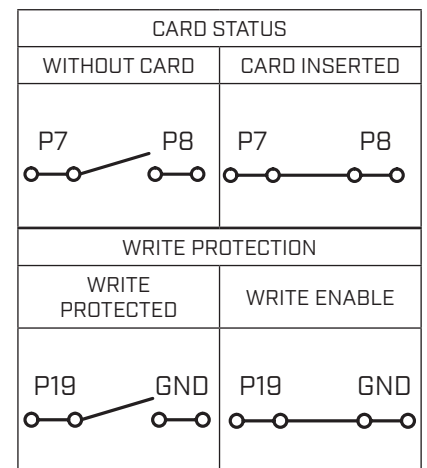 CARD STATUS
WITHOUT CARD CARD INSERTED
P7 P8 P7 P8
WRITE PROTECTION
WRITE
PROTECTED
WRITE ENABLE
P19 GND P19 GND